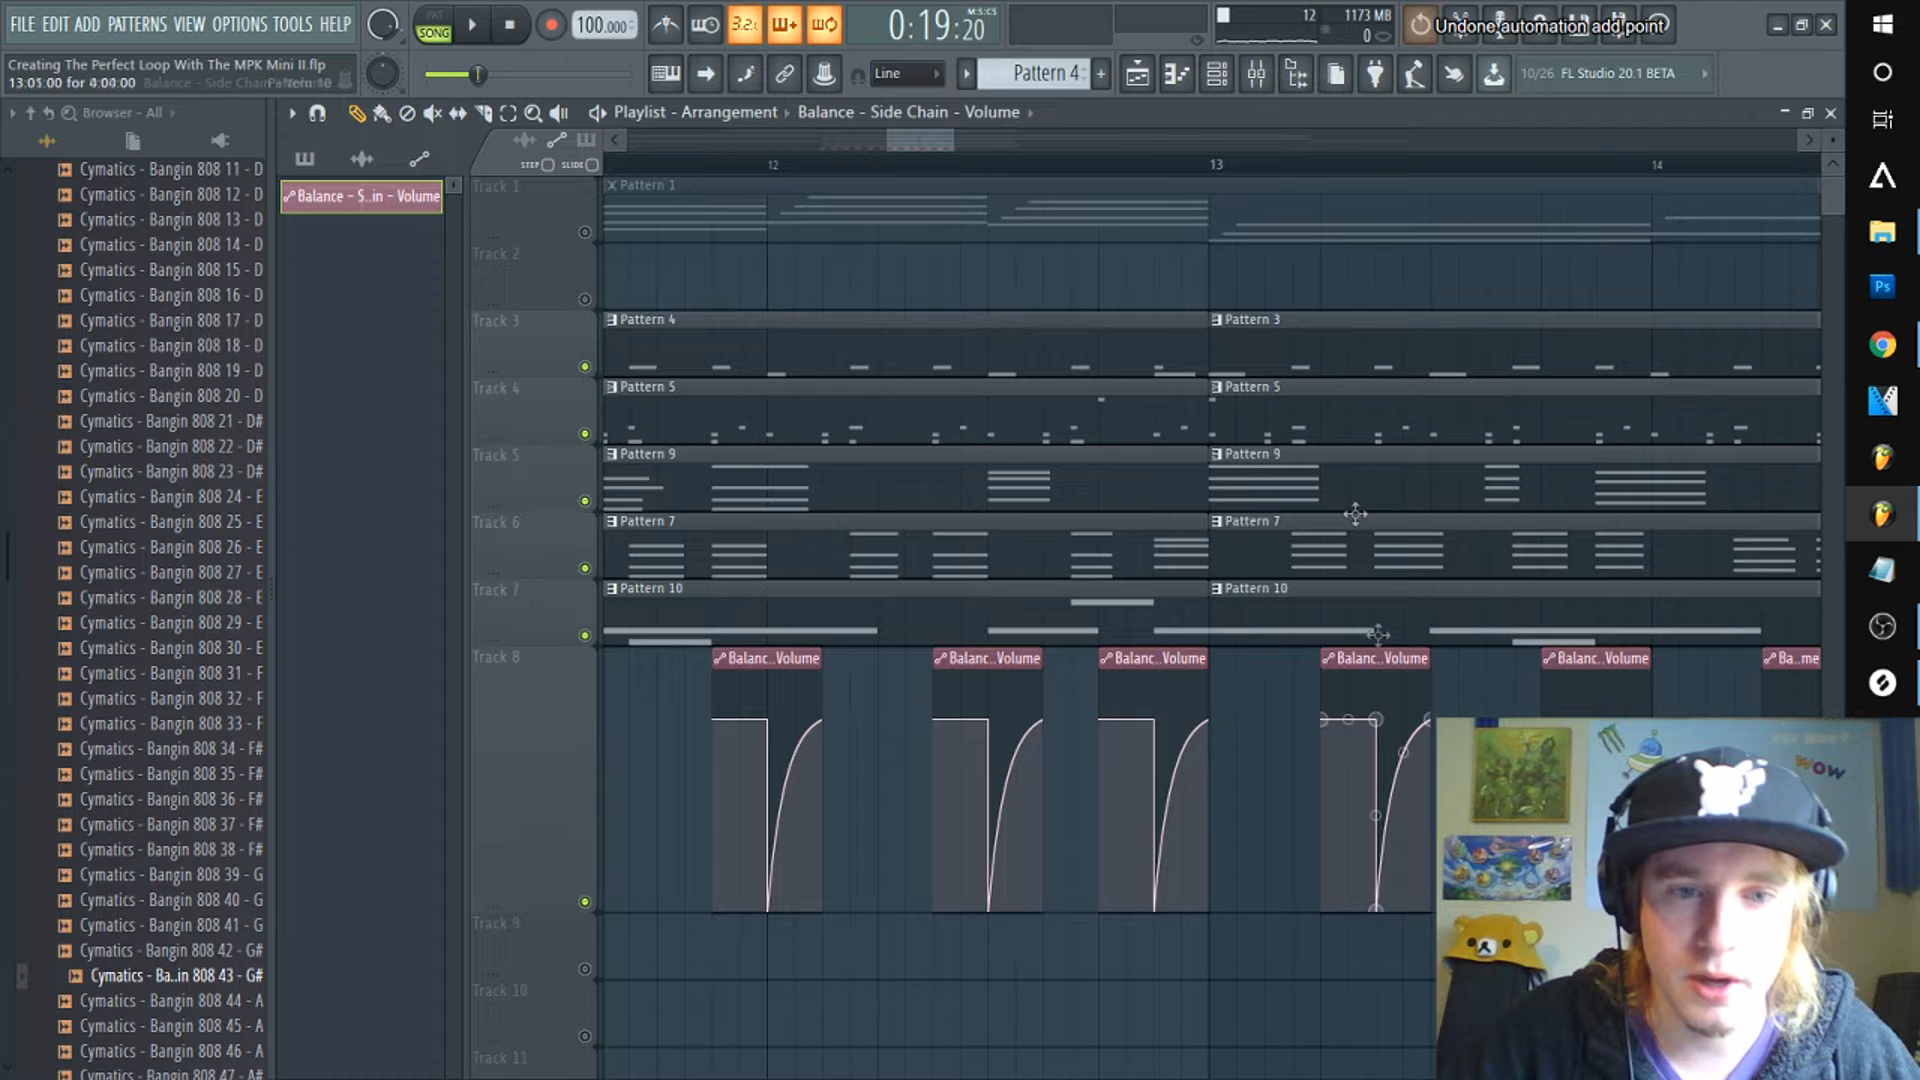 FILE EDIT ADD PATTERNS VIEW OPTIONS TOOLS HELP
PAT
SONG
100.000
3.2.
0:19:20
M:S:CS
12
1173 MB
0
Undone automation add point
Creating The Perfect Loop With The MPK Mini II.flp
13:05:00 for 4:00:00
Balance - Side Chain
Line
Pattern 4
10/26 FL Studio 20.1 BETA
Browser - All
Playlist - Arrangement
Balance - Side Chain - Volume
STEP
SLIDE
12
13
14
Cymatics - Bangin 808 11 - D
Cymatics - Bangin 808 12 - D
Cymatics - Bangin 808 13 - D
Cymatics - Bangin 808 14 - D
Cymatics - Bangin 808 15 - D
Cymatics - Bangin 808 16 - D
Cymatics - Bangin 808 17 - D
Cymatics - Bangin 808 18 - D
Cymatics - Bangin 808 19 - D
Cymatics - Bangin 808 20 - D
Cymatics - Bangin 808 21 - D#
Cymatics - Bangin 808 22 - D#
Cymatics - Bangin 808 23 - D#
Cymatics - Bangin 808 24 - E
Cymatics - Bangin 808 25 - E
Cymatics - Bangin 808 26 - E
Cymatics - Bangin 808 27 - E
Cymatics - Bangin 808 28 - E
Cymatics - Bangin 808 29 - E
Cymatics - Bangin 808 30 - E
Cymatics - Bangin 808 31 - F
Cymatics - Bangin 808 32 - F
Cymatics - Bangin 808 33 - F
Cymatics - Bangin 808 34 - F#
Cymatics - Bangin 808 35 - F#
Cymatics - Bangin 808 36 - F#
Cymatics - Bangin 808 37 - F#
Cymatics - Bangin 808 38 - F#
Cymatics - Bangin 808 39 - G
Cymatics - Bangin 808 40 - G
Cymatics - Bangin 808 41 - G
Cymatics - Bangin 808 42 - G#
Cymatics - Ba..in 808 43 - G#
Cymatics - Bangin 808 44 - A
Cymatics - Bangin 808 45 - A
Cymatics - Bangin 808 46 - A
Cymatics - Bangin 808 47 - A#
Balance - S..in - Volume
Track 1
Pattern 1
Track 2
Track 3
Pattern 4
Pattern 3
Track 4
Pattern 5
Pattern 5
Track 5
Pattern 9
Pattern 9
Track 6
Pattern 7
Pattern 7
Track 7
Pattern 10
Pattern 10
Track 8
Balanc..Volume
Balanc..Volume
Balanc..Volume
Balanc..Volume
Balanc..Volume
Ba..me
Track 9
Track 10
Track 11
Ps
WOW